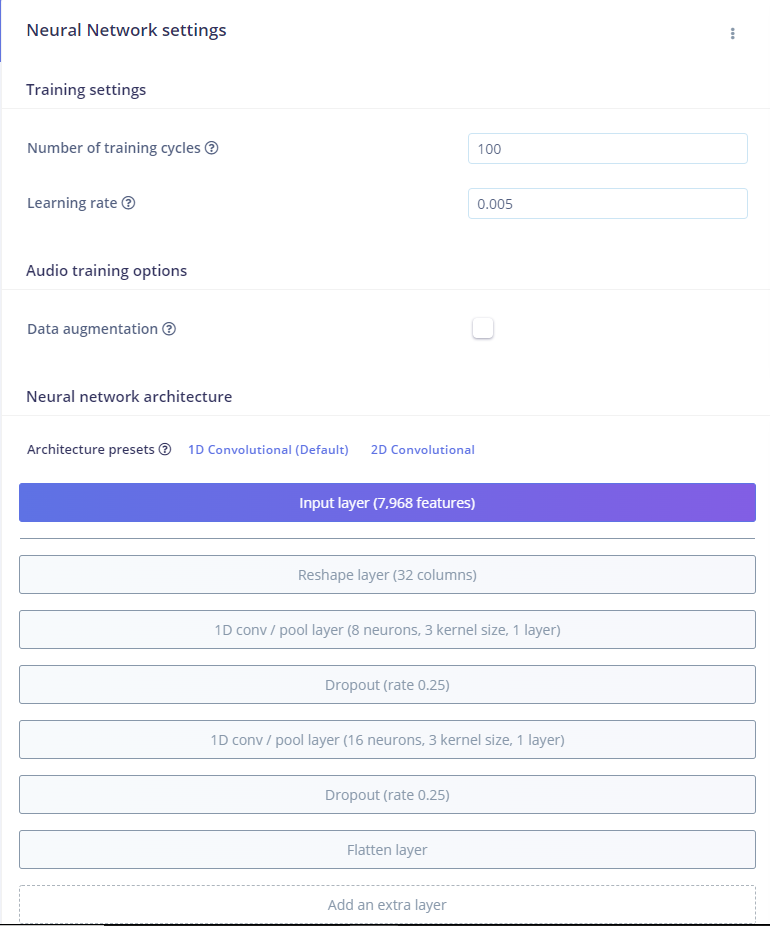 Neural Network settings
Training settings
Number of training cycles
100
Learning rate
0.005
Audio training options
Data augmentation
Neural network architecture
Architecture presets 1D Convolutional (Default) 2D Convolutional
Input layer (7,968 features)
Reshape layer (32 columns)
1D conv / pool layer (8 neurons, 3 kernel size, 1 layer)
Dropout (rate 0.25)
1D conv / pool layer (16 neurons, 3 kernel size, 1 layer)
Dropout (rate 0.25)
Flatten layer
Add an extra layer